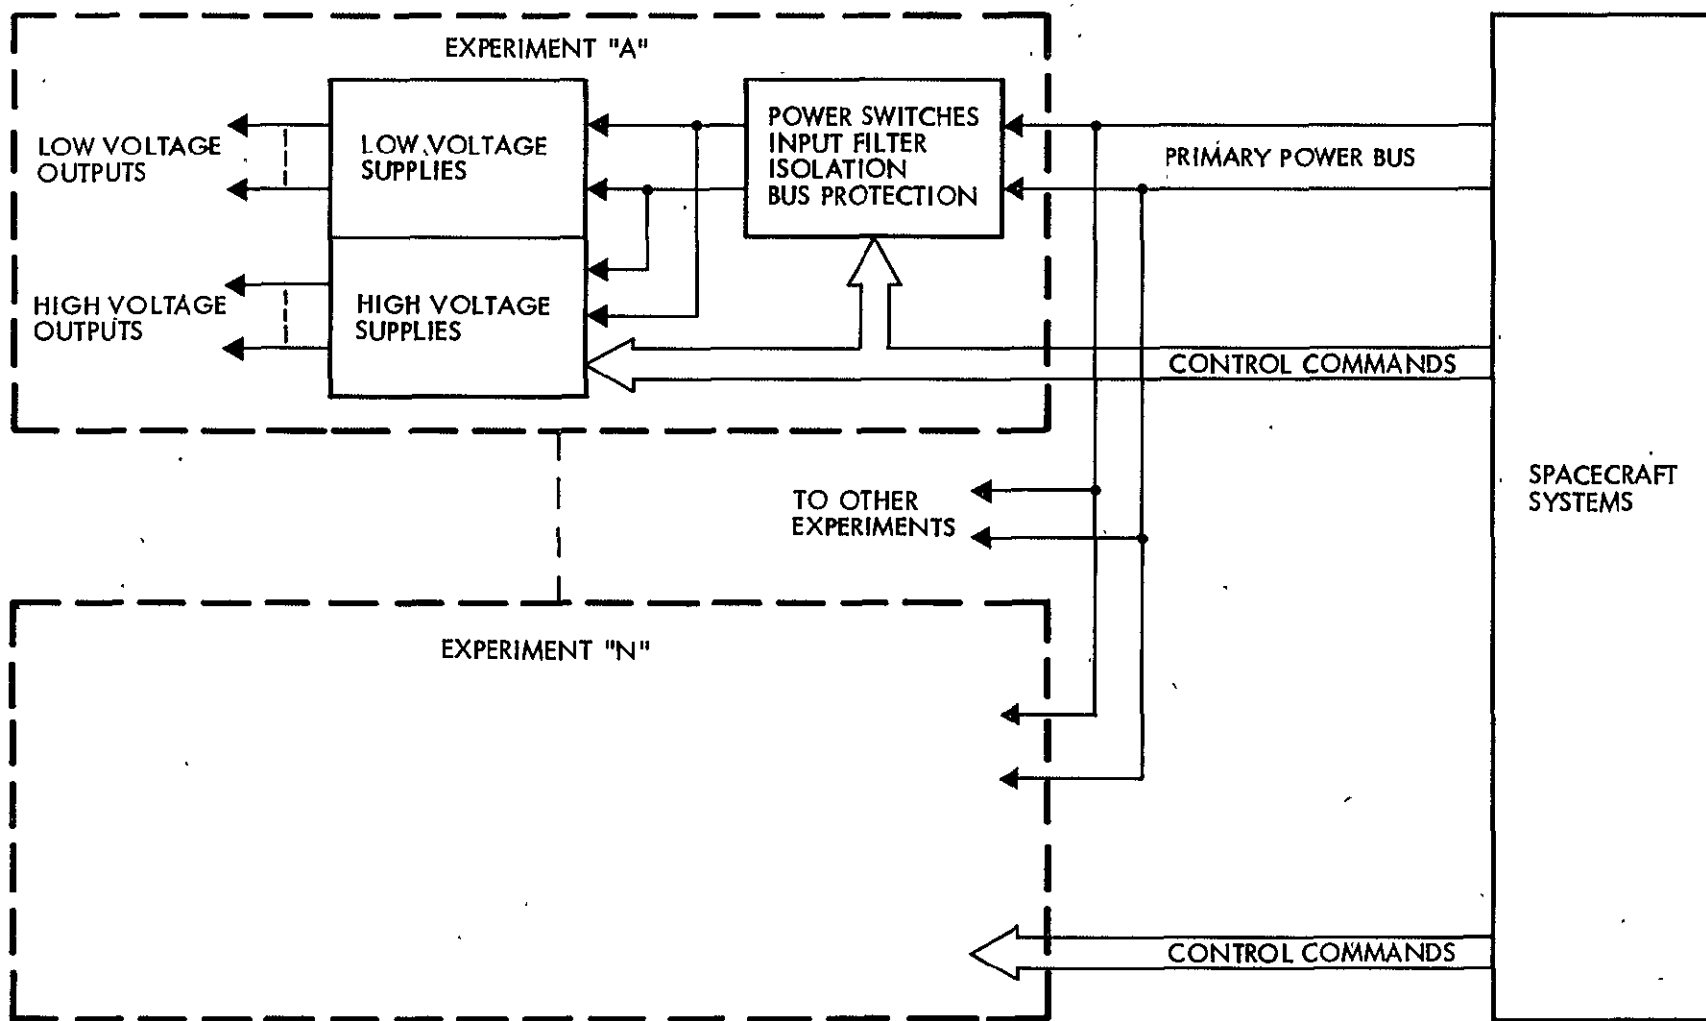 EXPERIMENT "A"
LOW VOLTAGE
OUTPUTS
LOW VOLTAGE
SUPPLIES
POWER SWITCHES
INPUT FILTER
ISOLATION
BUS PROTECTION
PRIMARY POWER BUS
HIGH VOLTAGE
OUTPUTS
HIGH VOLTAGE
SUPPLIES
CONTROL COMMANDS
TO OTHER
EXPERIMENTS
SPACECRAFT
SYSTEMS
EXPERIMENT "N"
CONTROL COMMANDS